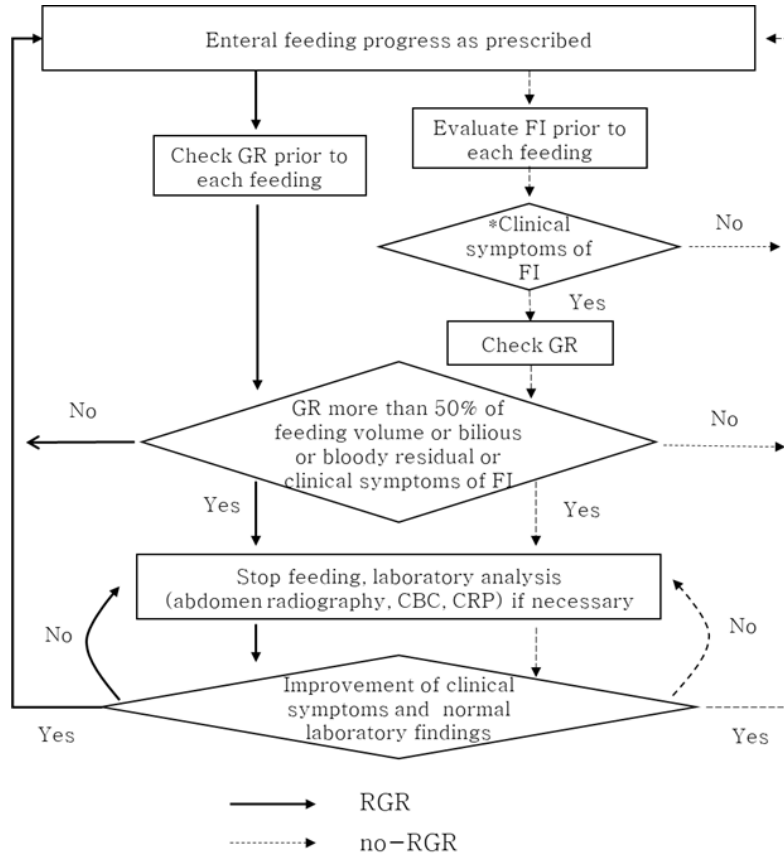 Enteral feeding progress as prescribed
Check GR prior to
each feeding
Evaluate FI prior to
each feeding
*Clinical
symptoms of
FI
No
Yes
Check GR
No
GR more than 50% of
feeding volume or bilious
or bloody residual or
clinical symptoms of FI
No
Yes
Yes
Stop feeding, laboratory analysis
(abdomen radiography, CBC, CRP) if necessary
No
No
Improvement of clinical
symptoms and normal
laboratory findings
Yes
Yes
RGR
no-RGR